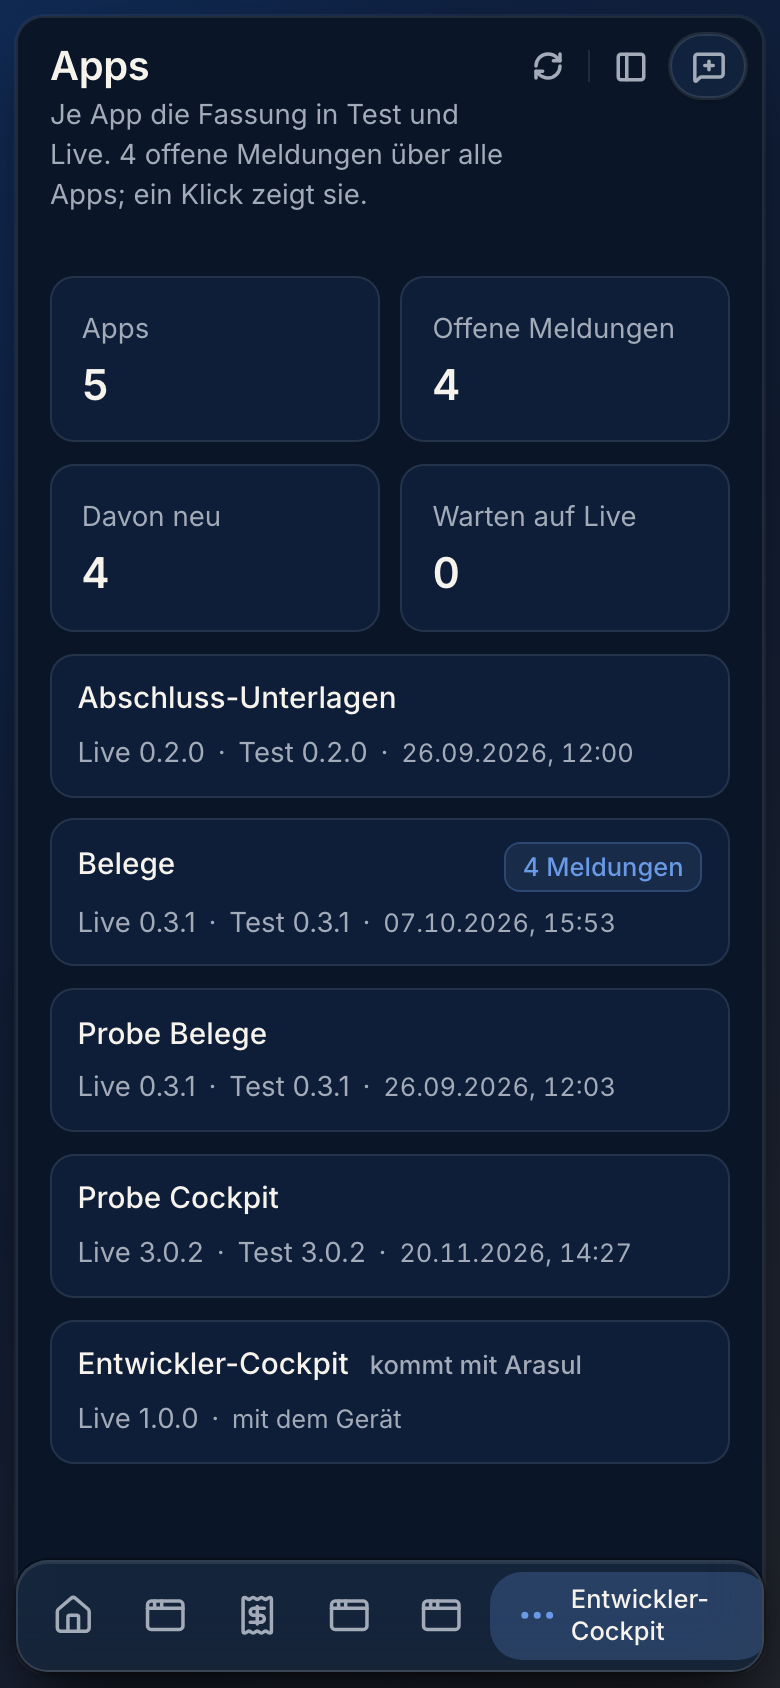 Apps
Je App die Fassung in Test und
Live. 4 offene Meldungen über alle
Apps; ein Klick zeigt sie.
Apps
5
Offene Meldungen
4
Davon neu
4
Warten auf Live
0
Abschluss-Unterlagen
Live 0.2.0 · Test 0.2.0 · 26.09.2026, 12:00
Belege
4 Meldungen
Live 0.3.1 · Test 0.3.1 · 07.10.2026, 15:53
Probe Belege
Live 0.3.1 · Test 0.3.1 · 26.09.2026, 12:03
Probe Cockpit
Live 3.0.2 · Test 3.0.2 · 20.11.2026, 14:27
Entwickler-Cockpit kommt mit Arasul
Live 1.0.0 · mit dem Gerät
Entwickler-
Cockpit